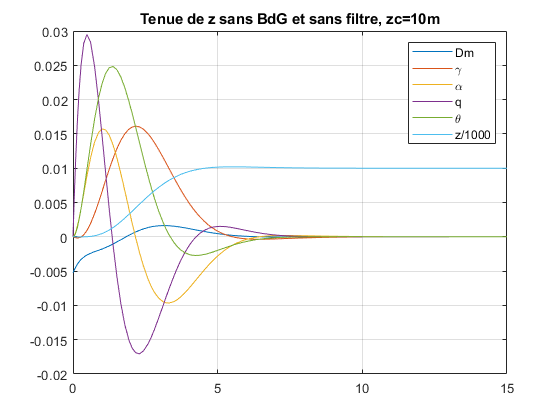 Tenue de z sans BdG et sans filtre, zc=10m
0.03
0.025
0.02
0.015
0.01
0.005
0
-0.005
-0.01
-0.015
-0.02
0
5
10
15
Dm
γ
α
q
θ
z/1000